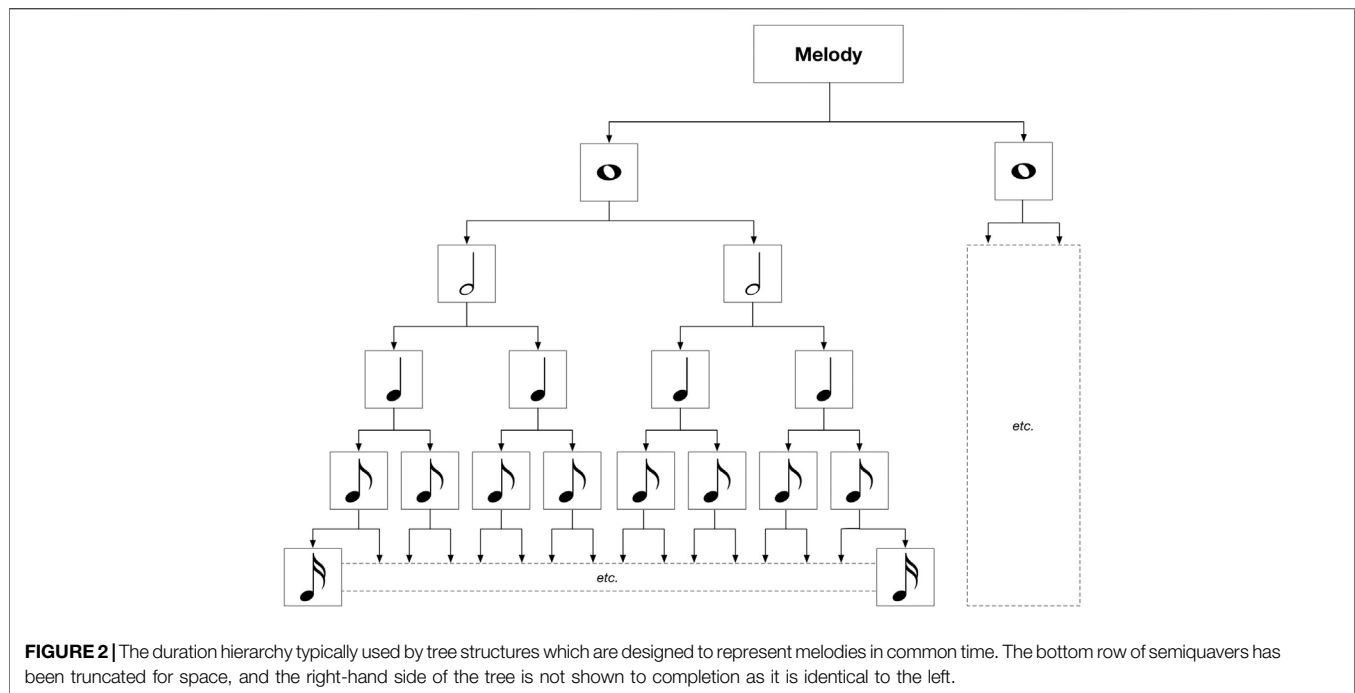 Melody
etc.
etc.
FIGURE 2 | The duration hierarchy typically used by tree structures which are designed to represent melodies in common time. The bottom row of semiquavers has
been truncated for space, and the right-hand side of the tree is not shown to completion as it is identical to the left.